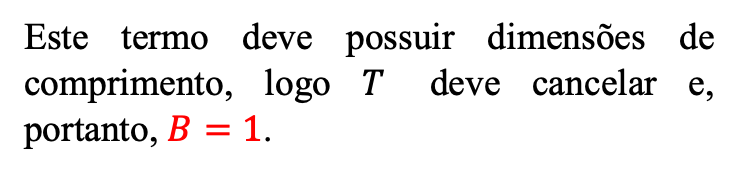 Este termo deve possuir dimensões de
comprimento, logo T deve cancelar e,
portanto, B = 1.